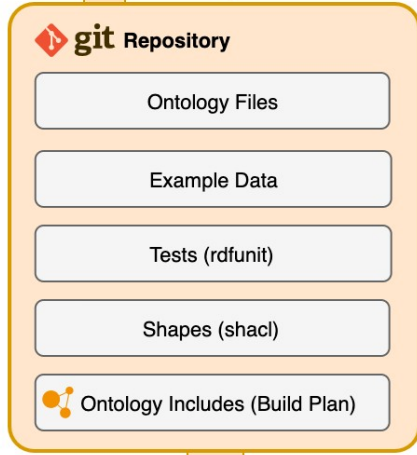 git Repository
Ontology Files
Example Data
Tests (rdfunit)
Shapes (shacl)
Ontology Includes (Build Plan)